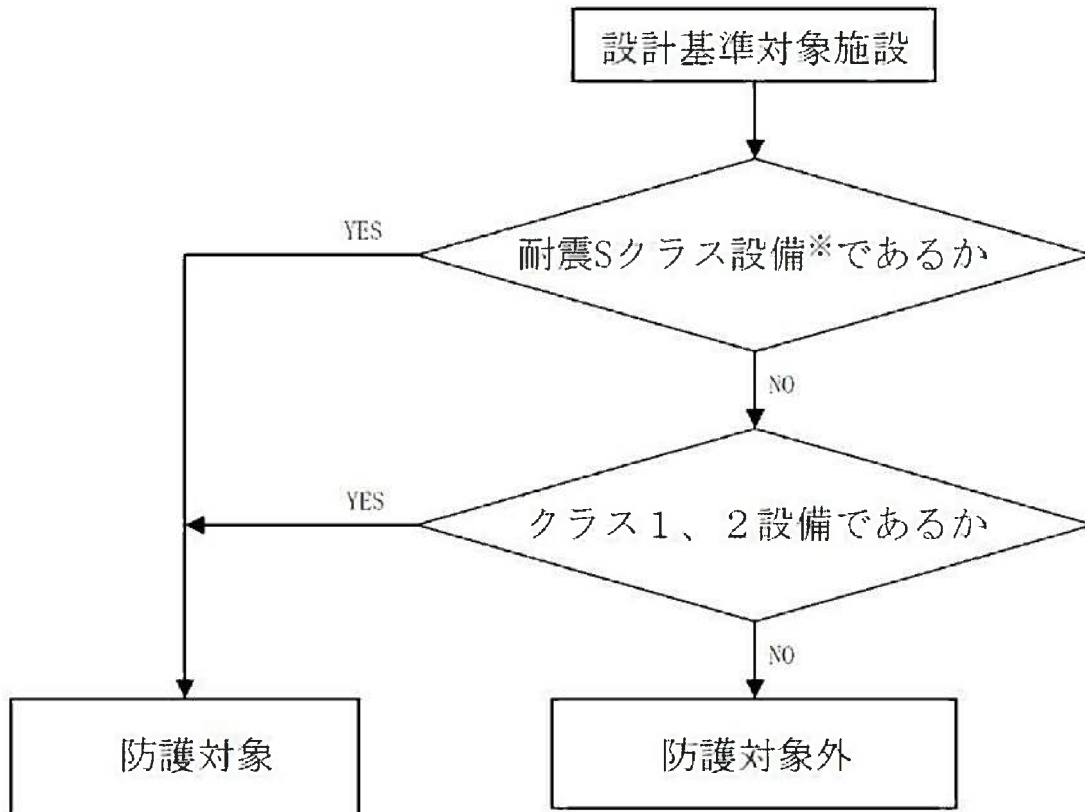 設計基準対象施設
耐震Sクラス設備※であるか
YES
NO
クラス１、２設備であるか
YES
NO
防護対象
防護対象外